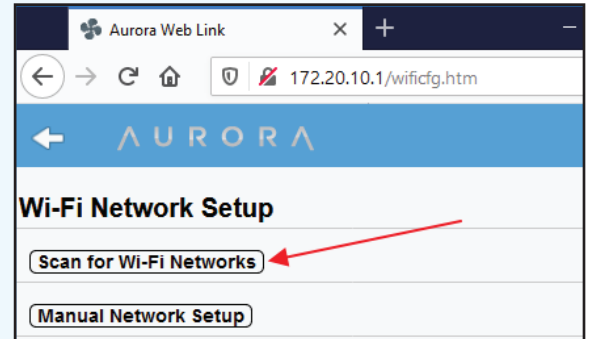 Aurora Web Link
172.20.10.1/wificfg.htm
AURORA
Wi-Fi Network Setup
Scan for Wi-Fi Networks
Manual Network Setup